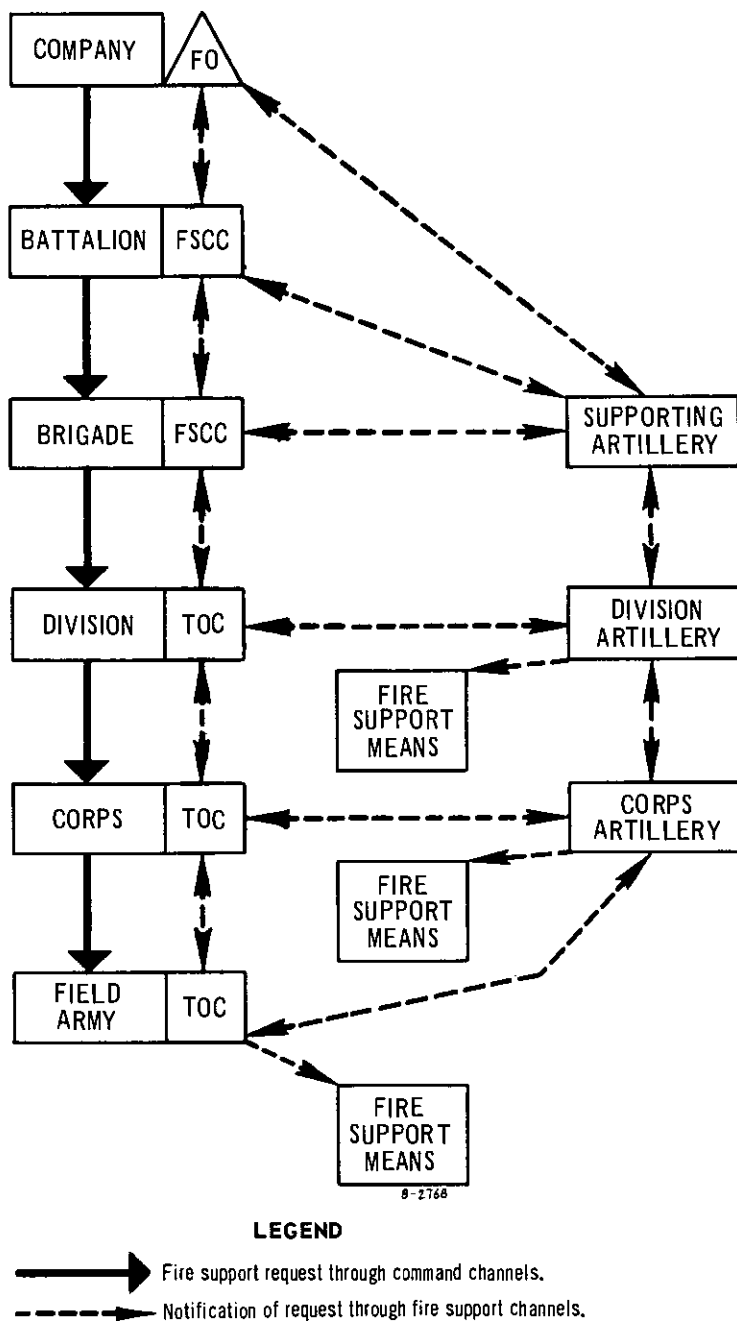 COMPANY
FO
BATTALION
FSCC
BRIGADE
FSCC
SUPPORTING
ARTILLERY
DIVISION
TOC
DIVISION
ARTILLERY
FIRE
SUPPORT
MEANS
CORPS
TOC
CORPS
ARTILLERY
FIRE
SUPPORT
MEANS
FIELD
ARMY
TOC
FIRE
SUPPORT
MEANS
8-2768
LEGEND
Fire support request through command channels.
Notification of request through fire support channels.